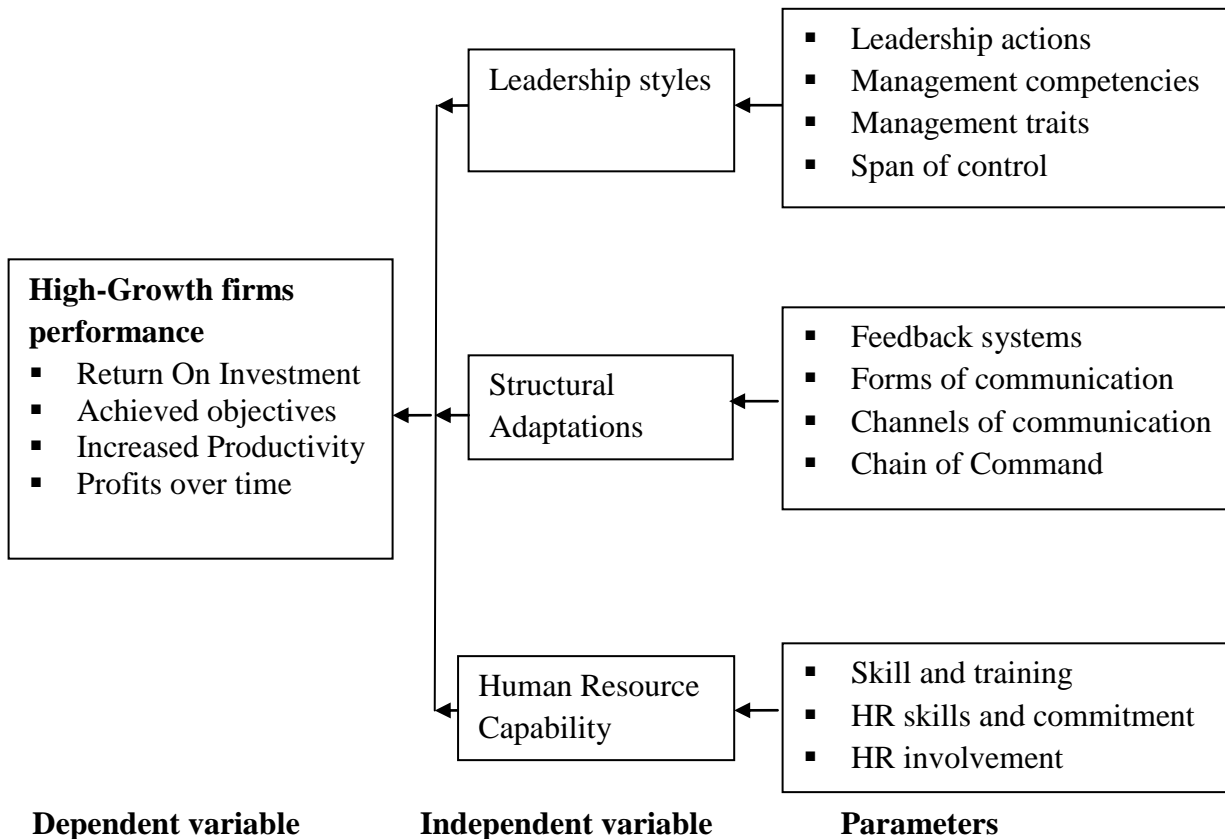 Leadership styles
▪ Leadership actions
▪ Management competencies
▪ Management traits
▪ Span of control
High-Growth firms
performance
▪ Return On Investment
▪ Achieved objectives
▪ Increased Productivity
▪ Profits over time
Structural
Adaptations
▪ Feedback systems
▪ Forms of communication
▪ Channels of communication
▪ Chain of Command
Human Resource
Capability
▪ Skill and training
▪ HR skills and commitment
▪ HR involvement
Dependent variable
Independent variable
Parameters